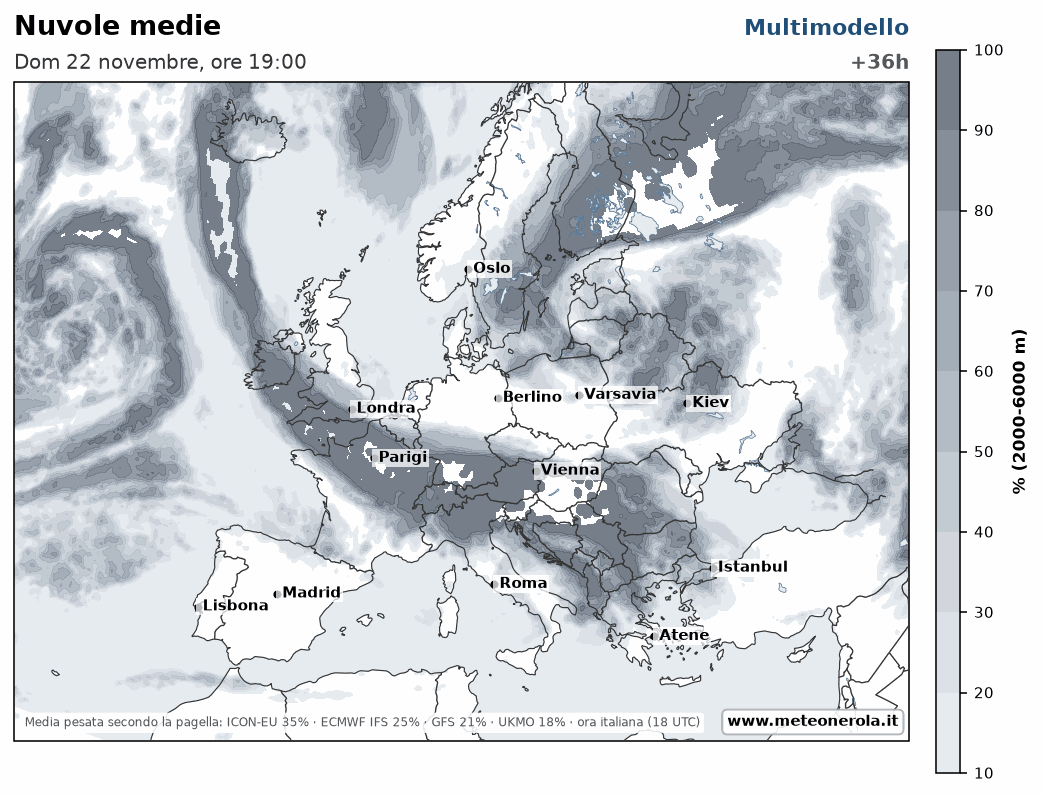 Nuvole medie
Multimodello
Dom 22 novembre, ore 19:00
+36h
100
90
80
70
60
50
40
30
20
10
% (2000-6000 m)
Oslo
Londra
Berlino
Varsavia
Kiev
Parigi
Vienna
Istanbul
Roma
Madrid
Lisbona
Atene
Media pesata secondo la pagella: ICON-EU 35% · ECMWF IFS 25% · GFS 21% · UKMO 18% · ora italiana (18 UTC)
www.meteonerola.it